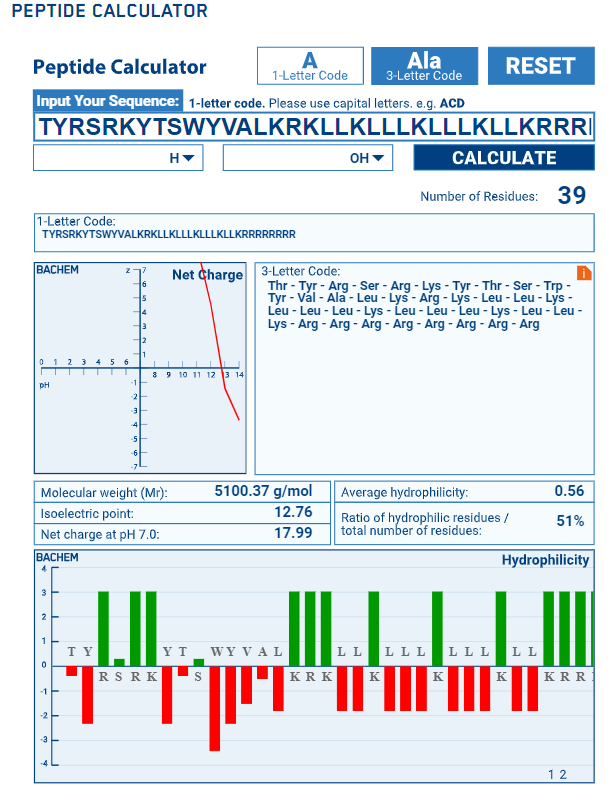 PEPTIDE CALCULATOR
Peptide Calculator
A
1-Letter Code
Ala
3-Letter Code
RESET
Input Your Sequence: 1-letter code. Please use capital letters. e.g. ACD
TYRSRKYTSWYVALKRKLLKLLLKLLLKLLKRRR
H
OH
CALCULATE
Number of Residues: 39
1-Letter Code:
TYRSRKYTSWYVALKRKLLKLLLKLLLKLLKRRRRRRRR
BACHEM
z
Net Charge
7
6
5
4
3
2
1
0 1 2 3 4 5 6
8 9 10 11 12 13 14
pH
-1
-2
-3
-4
-5
-6
-7
3-Letter Code:
i
Thr - Tyr - Arg - Ser - Arg - Lys - Tyr - Thr - Ser - Trp -
Tyr - Val - Ala - Leu - Lys - Arg - Lys - Leu - Leu - Lys -
Leu - Leu - Leu - Lys - Leu - Leu - Leu - Lys - Leu - Leu -
Lys - Arg - Arg - Arg - Arg - Arg - Arg - Arg - Arg
Molecular weight (Mr): 5100.37 g/mol
Isoelectric point: 12.76
Net charge at pH 7.0: 17.99
Average hydrophilicity: 0.56
Ratio of hydrophilic residues /
total number of residues: 51%
BACHEM
Hydrophilicity
4
3
2
1
0
-1
-2
-3
-4
T Y R S R K Y T S W Y V A L K R K L L K L L L K L L L K L L K R R
1 2